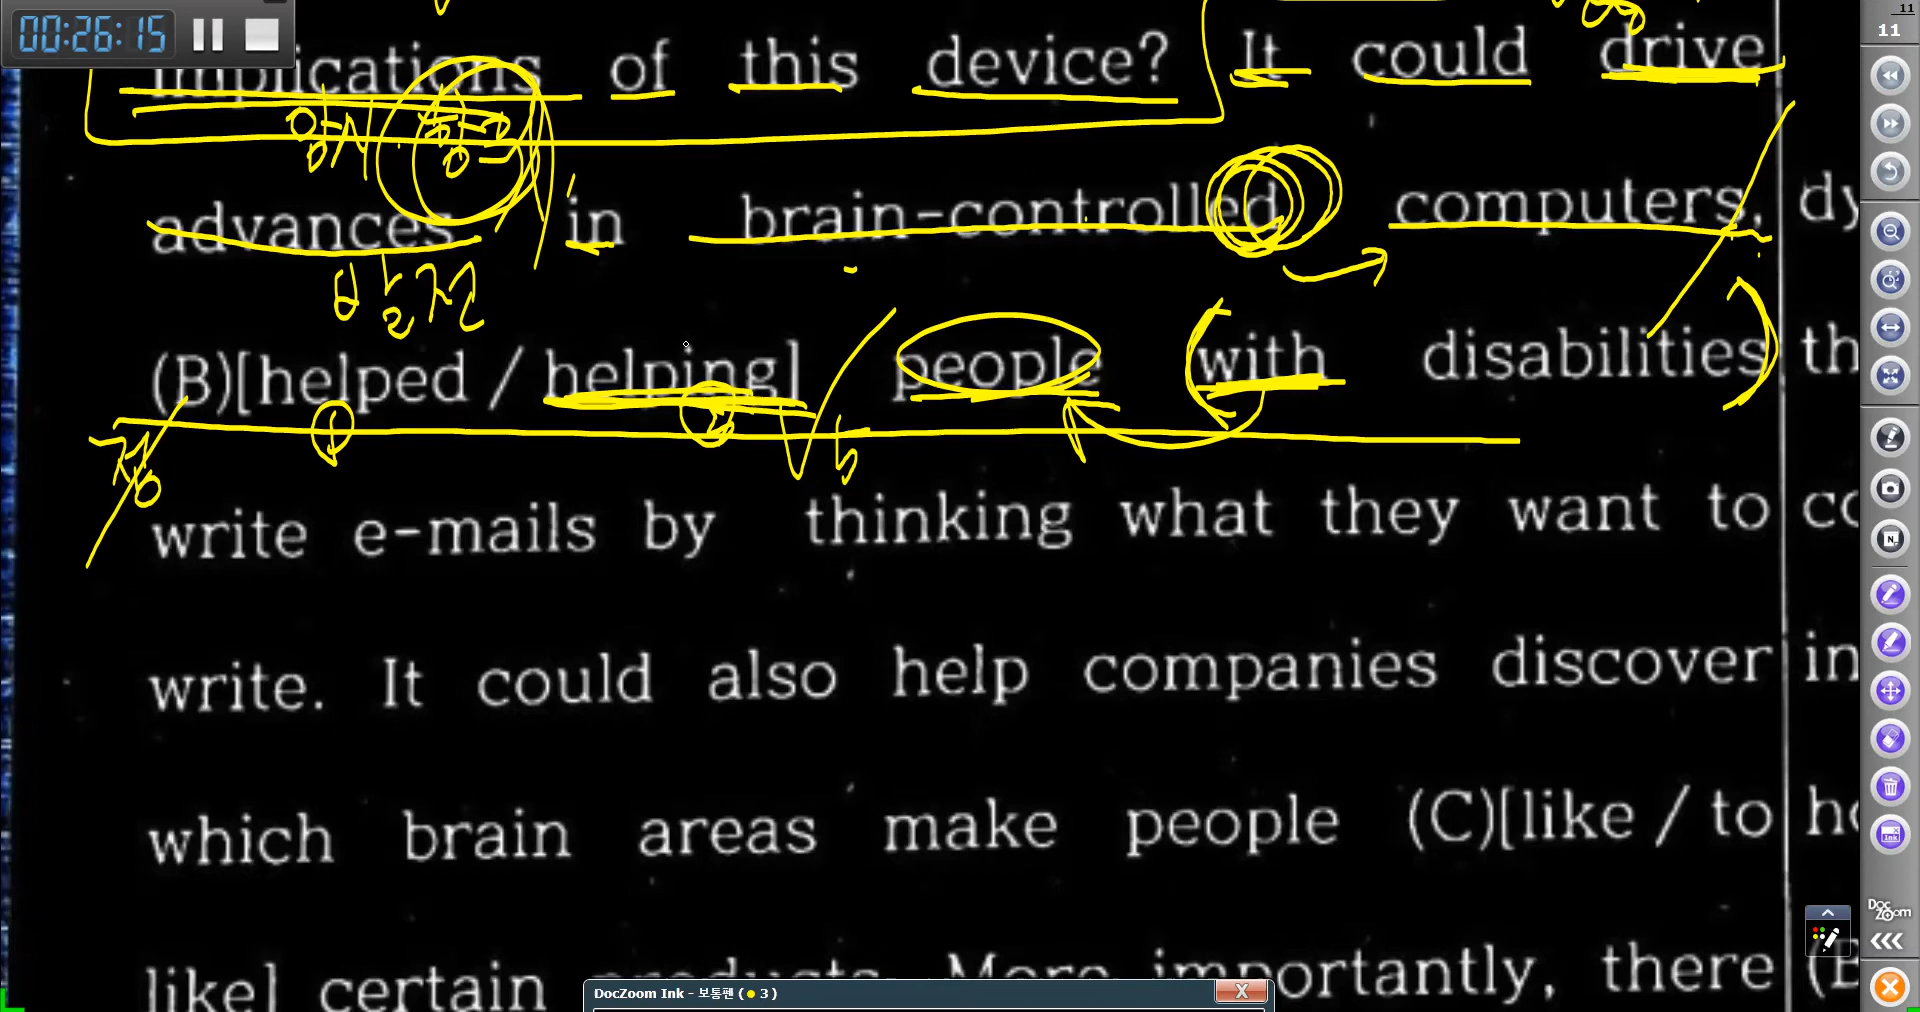 00:26:15
11
11
implications of this device? It could drive
advances in brain-controlled computers, dy
(B)[helped / helping] people with disabilities th
write e-mails by thinking what they want to co
write. It could also help companies discover in
which brain areas make people (C)[like / to ho
like] certain products. More importantly, there (B
Doc Zoom
DocZoom Ink - 보통펜 ( 3 )